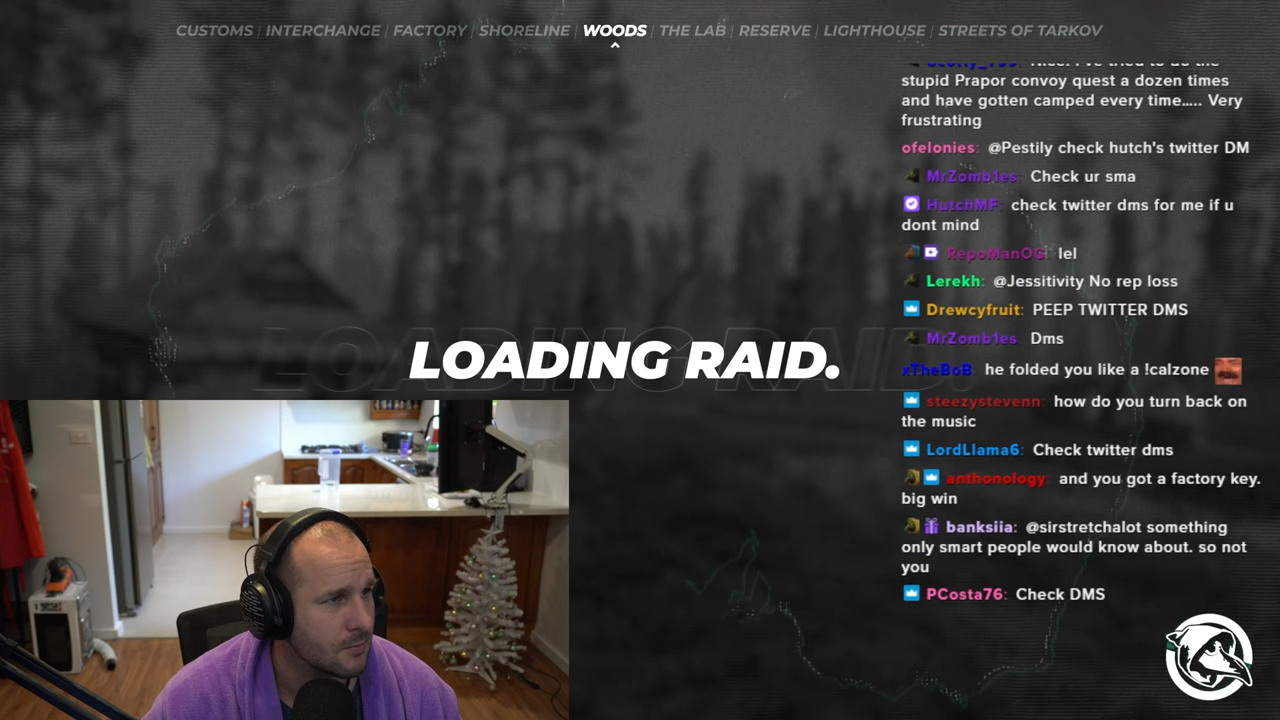 CUSTOMS / INTERCHANGE / FACTORY / SHORELINE / WOODS / THE LAB / RESERVE / LIGHTHOUSE / STREETS OF TARKOV
stupid Prapor convoy quest a dozen times
and have gotten camped every time..... Very
frustrating
ofelonies: @Pestily check hutch's twitter DM
MrZomb1es: Check ur sma
HutchMF: check twitter dms for me if u
dont mind
RepoManOG: lel
Lerekh: @Jessitivity No rep loss
Drewcyfruit: PEEP TWITTER DMS
MrZomb1es: Dms
LOADING RAID.
xTheBoB: he folded you like a !calzone
steezystevenn: how do you turn back on
the music
LordLlama6: Check twitter dms
anthonology: and you got a factory key.
big win
banksiia: @sirstretchalot something
only smart people would know about. so not
you
PCosta76: Check DMS